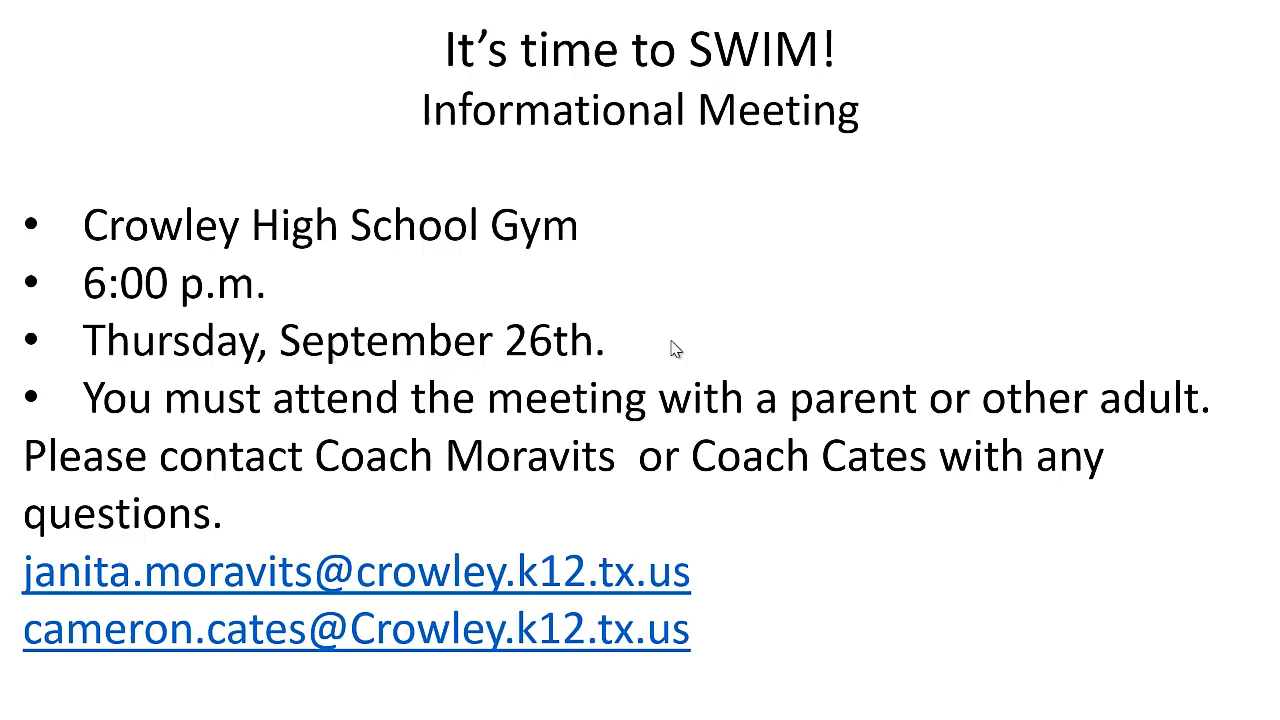 It’s time to SWIM!
Informational Meeting
• Crowley High School Gym
• 6:00 p.m.
• Thursday, September 26th.
• You must attend the meeting with a parent or other adult.
Please contact Coach Moravits  or Coach Cates with any
questions.
janita.moravits@crowley.k12.tx.us
cameron.cates@Crowley.k12.tx.us